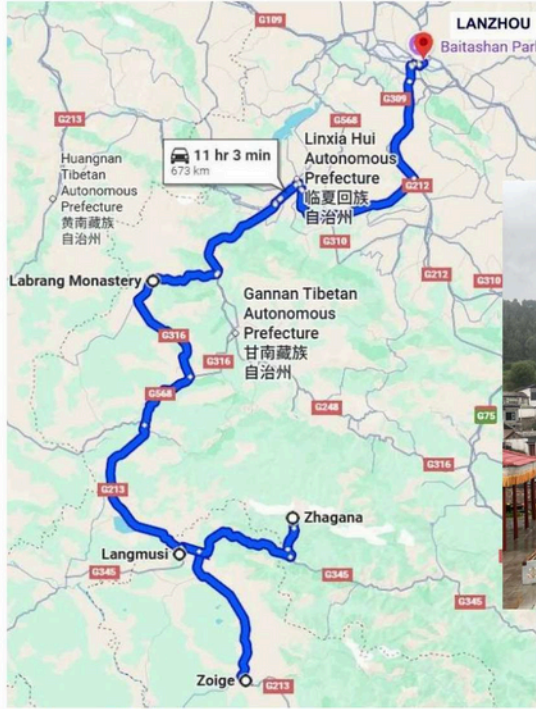 LANZHOU
G109
Baitashan Park
G309
G213
G568
11 hr 3 min
673 km
Linxia Hui
Autonomous
Prefecture
临夏回族
自治州
Huangnan
Tibetan
Autonomous
Prefecture
黄南藏族
自治州
G212
G310
G212
G310
Labrang Monastery
Gannan Tibetan
Autonomous
Prefecture
甘南藏族
自治州
G316
G316
G568
G248
G75
G316
G213
Zhagana
Langmusi
G345
G345
G345
Zoige
G213